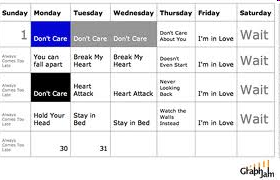 Sunday Monday Tuesday Wednesday Thursday Friday Saturday
1 Don't Care Don't Care Don't Care Don't Care About You I'm in Love Wait
Always Comes Too Late You can fall apart Break My Heart Break My Heart Doesn't Even Start I'm in Love Wait
Always Comes Too Late Don't Care Heart Attack Heart Attack Never Looking Back I'm in Love Wait
Always Comes Too Late Hold Your Head Stay in Bed Stay in Bed Watch the Walls Instead I'm in Love Wait
Always Comes Too Late 30 31
GraphJam